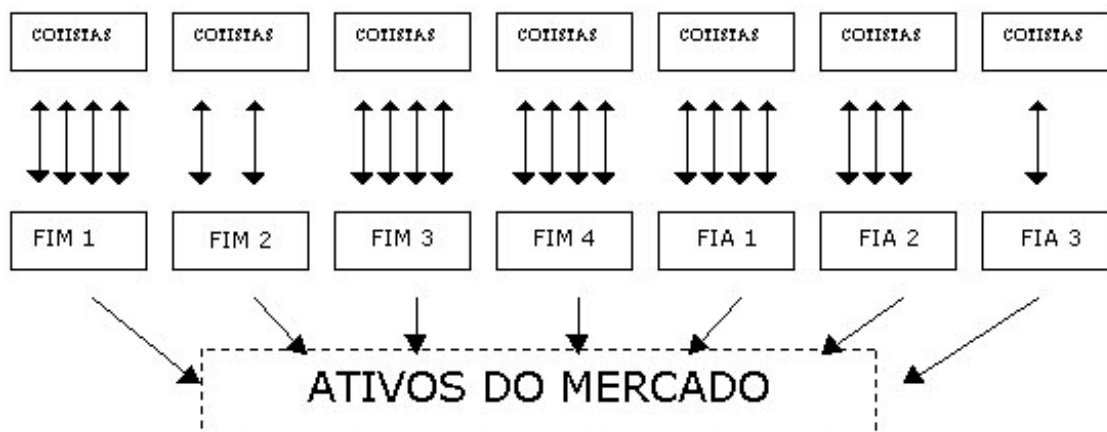 COTISTAS COTISTAS COTISTAS COTISTAS COTISTAS COTISTAS COTISTAS
FIM 1 FIM 2 FIM 3 FIM 4 FIA 1 FIA 2 FIA 3
ATIVOS DO MERCADO